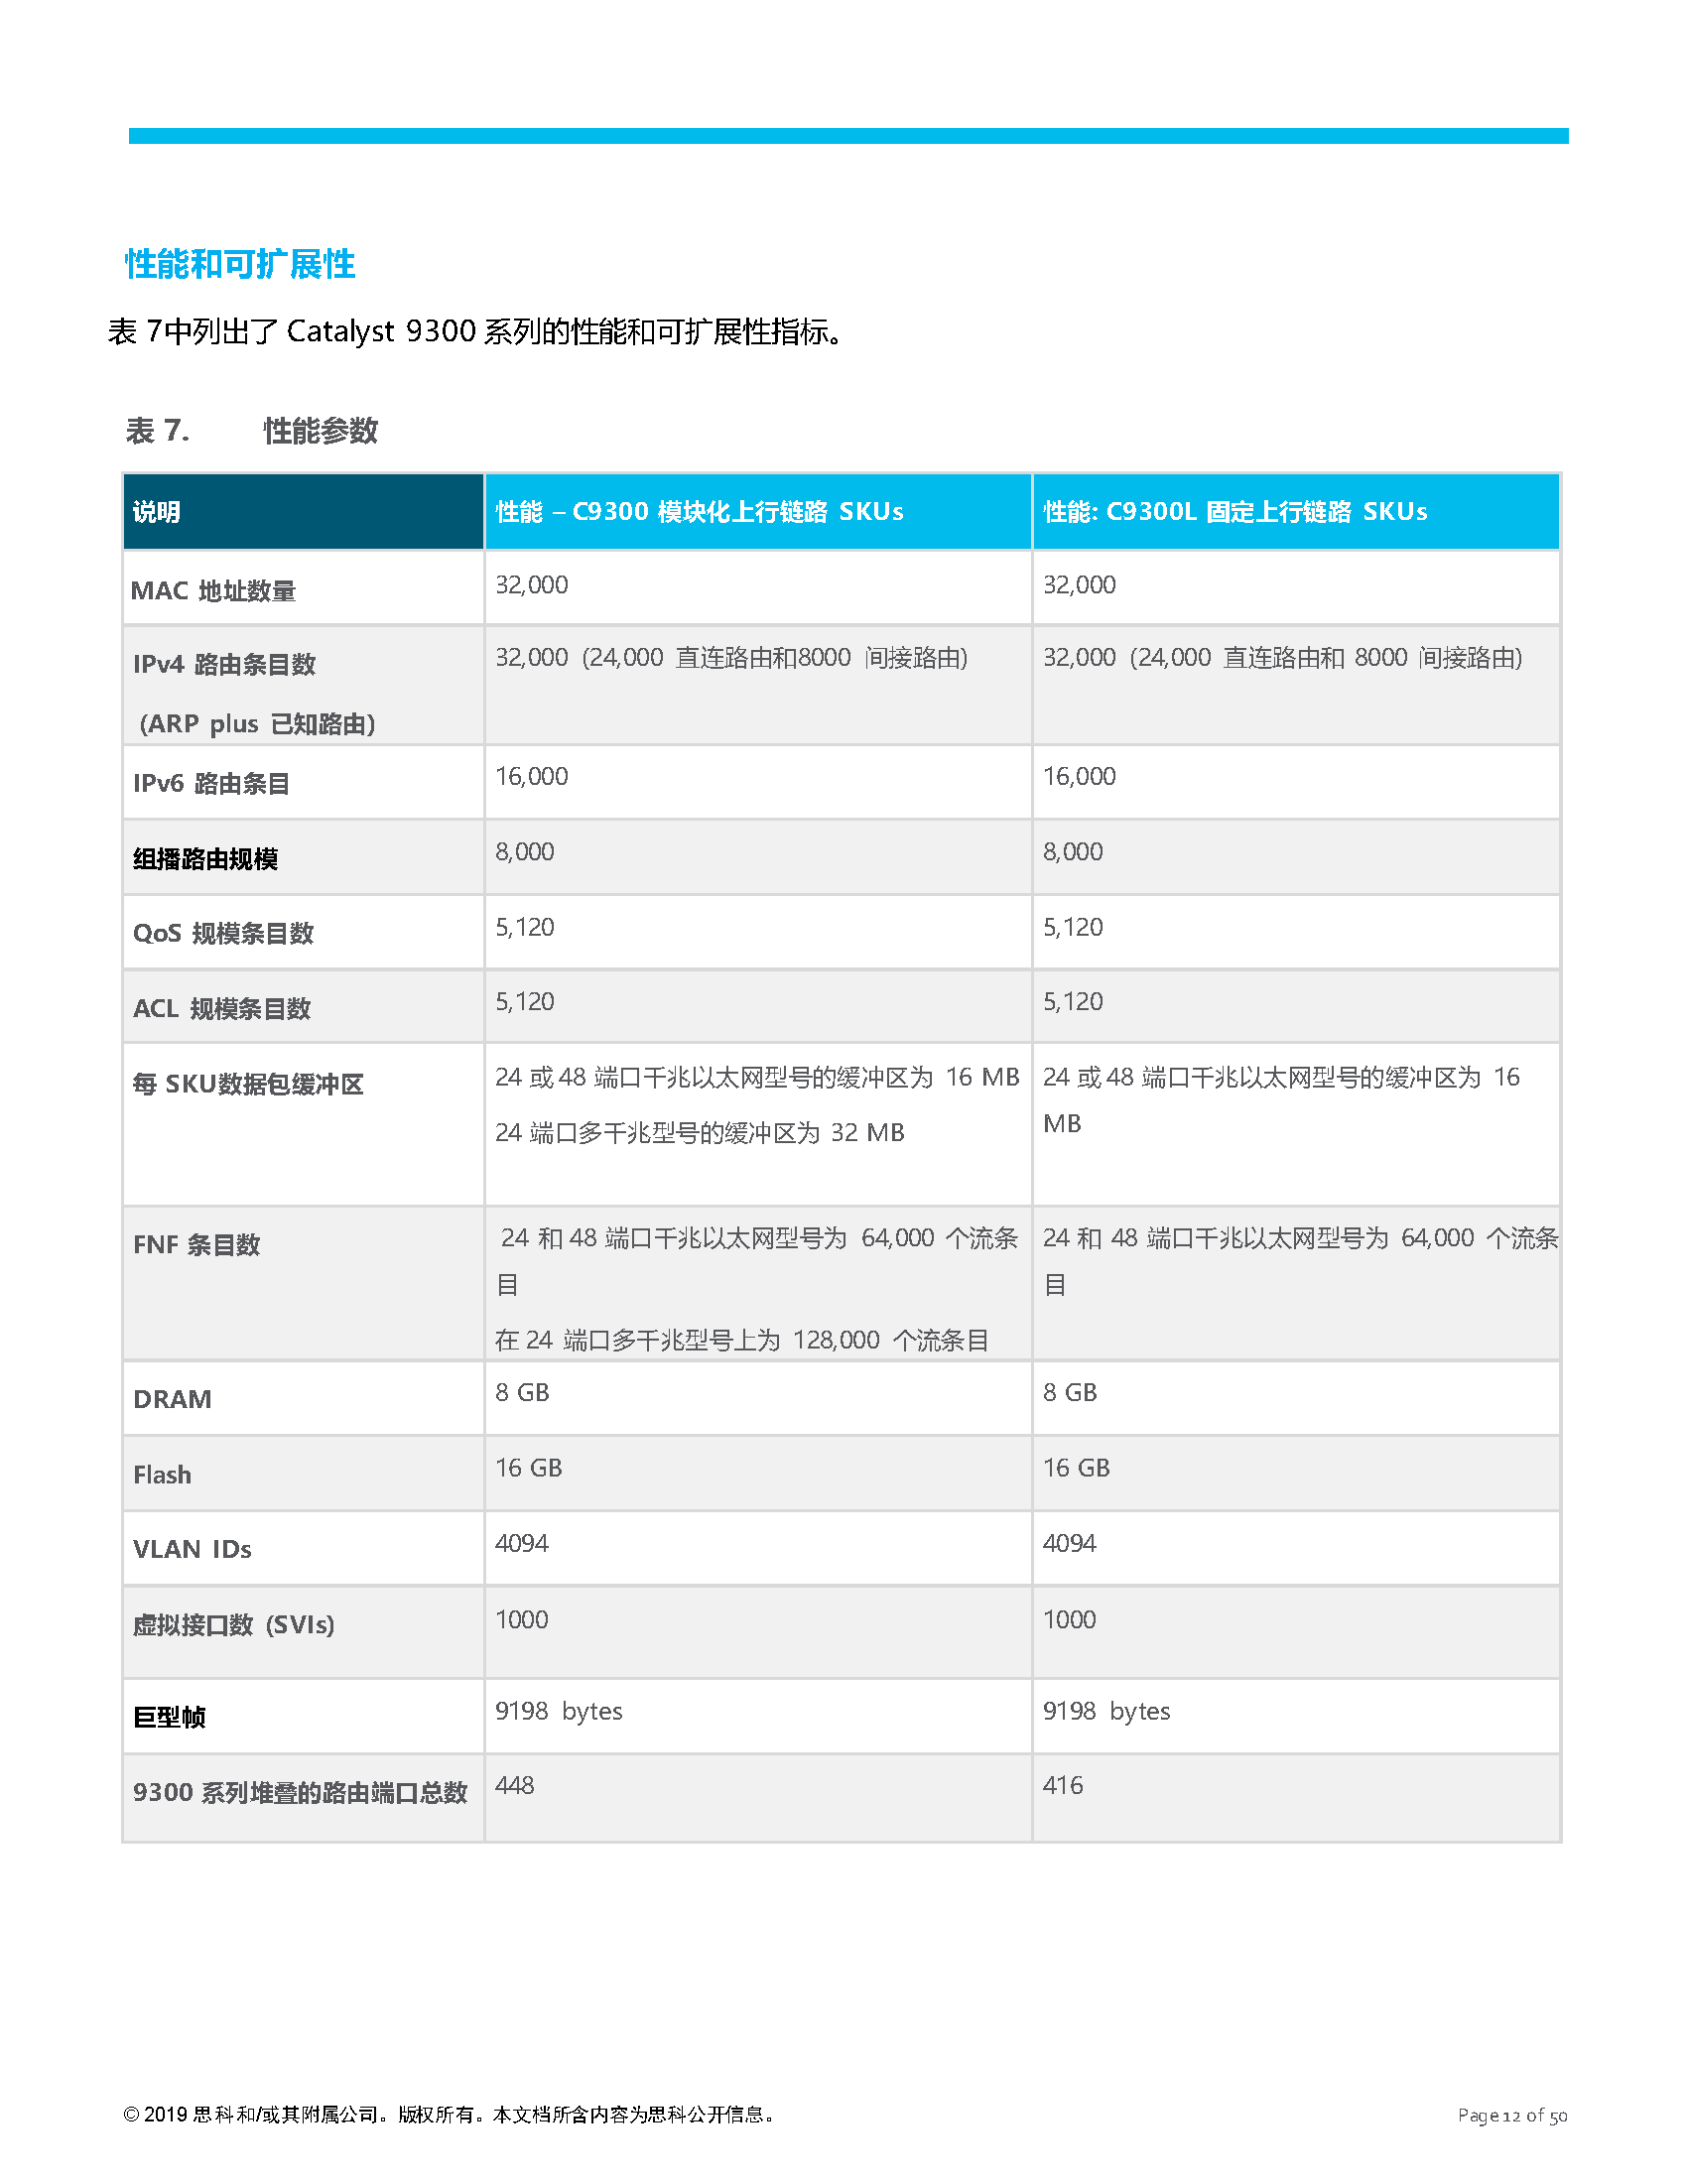 性能和可扩展性
表 7中列出了 Catalyst 9300 系列的性能和可扩展性指标。
表 7. 性能参数
说明 性能 – C9300 模块化上行链路 SKUs 性能: C9300L 固定上行链路 SKUs
MAC 地址数量 32,000 32,000
IPv4 路由条目数 32,000 (24,000 直连路由和8000 间接路由) 32,000 (24,000 直连路由和 8000 间接路由)
(ARP plus 已知路由)
IPv6 路由条目 16,000 16,000
组播路由规模 8,000 8,000
QoS 规模条目数 5,120 5,120
ACL 规模条目数 5,120 5,120
每 SKU数据包缓冲区 24 或 48 端口千兆以太网型号的缓冲区为 16 MB 24 或 48 端口千兆以太网型号的缓冲区为 16
MB
24 端口多千兆型号的缓冲区为 32 MB
FNF 条目数 24 和 48 端口千兆以太网型号为 64,000 个流条 24 和 48 端口千兆以太网型号为 64,000 个流条
目 目
在 24 端口多千兆型号上为 128,000 个流条目
DRAM 8 GB 8 GB
Flash 16 GB 16 GB
VLAN IDs 4094 4094
虚拟接口数 (SVIs) 1000 1000
巨型帧 9198 bytes 9198 bytes
9300 系列堆叠的路由端口总数 448 416
© 2019 思科和/或其附属公司。版权所有。本文档所含内容为思科公开信息。 Page 12 of 50